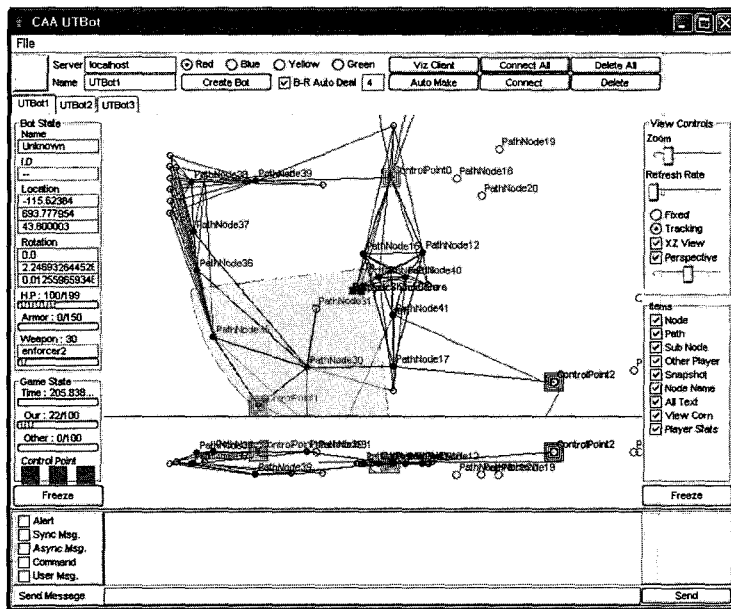 CAA UTBot
File
Server localhost Red Blue Yellow Green Viz Client Connect All Delete All
Name UTBot1 Create Bot B-R Auto Deal 4 Auto Make Connect Delete
UTBot1 UTBot2 UTBot3
Bot State
Name
Unknown
I.D
--
Location
-115.62384
693.777954
43.800003
Rotation
0.0
2.24693264452
0.01255965934
H.P : 100/199
Armor : 0/150
Weapon : 30
enforcer2
Game State
Time : 205.838...
Our : 22/100
Other : 0/100
Control Point
Freeze
PathNode19
ControlPoint0
PathNode18
PathNode20
PathNode38
PathNode39
PathNode37
PathNode16
PathNode12
PathNode36
PathNode40
PathNode31
PathNode41
PathNode30
PathNode17
ControlPoint2
ControlPoint2
PathNode39
View Controls
Zoom
Refresh Rate
Fixed
Tracking
XZ View
Perspective
Items
Node
Path
Sub Node
Other Player
Snapshot
Node Name
All Text
View Corn
Player Stats
Freeze
Alert
Sync Msg.
Async Msg.
Command
User Msg.
Send Message Send